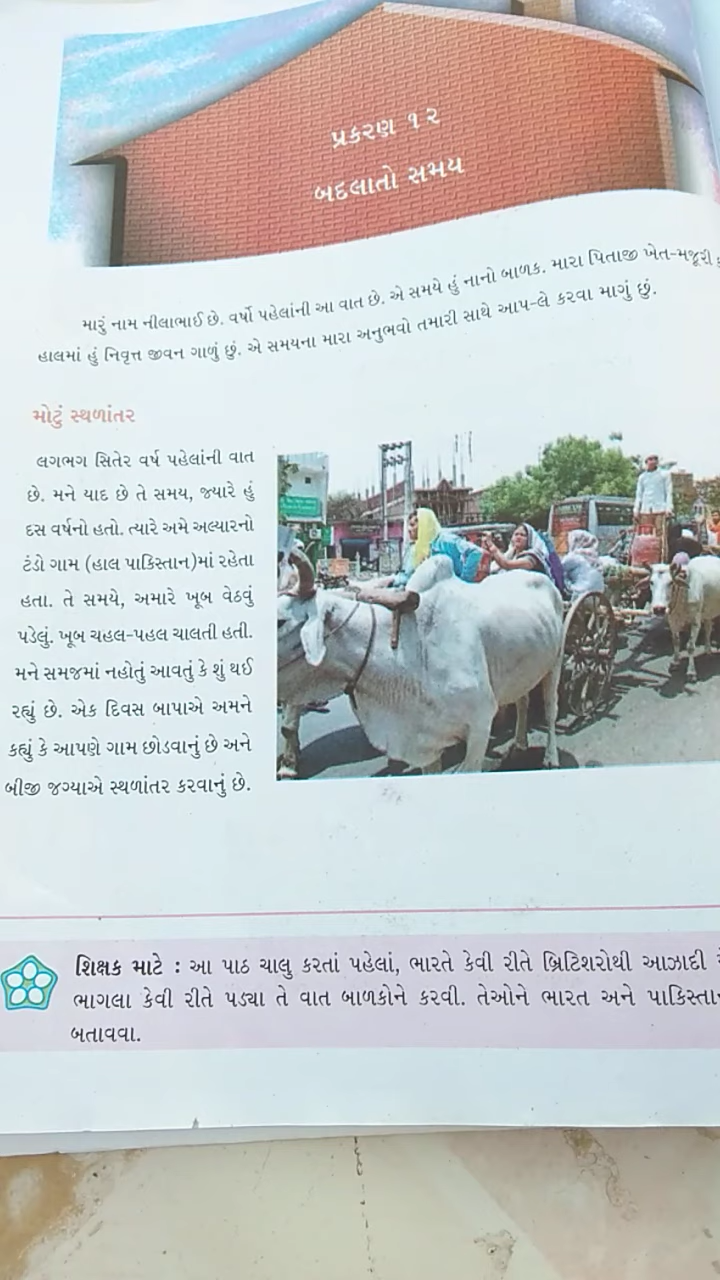 પ્રકરણ ૧૨
બદલાતો સમય
મારું નામ નીલાભાઈ છે. વર્ષો પહેલાંની આ વાત છે. એ સમયે હું નાનો બાળક. મારા પિતાજી ખેત-મજૂરી
હાલમાં હું નિવૃત્ત જીવન ગાળું છું. એ સમયના મારા અનુભવો તમારી સાથે આપ-લે કરવા માગું છું.
મોટું સ્થળાંતર
લગભગ સિતેર વર્ષ પહેલાંની વાત
છે. મને યાદ છે તે સમય, જ્યારે હું
દસ વર્ષનો હતો. ત્યારે અમે અલ્યારનો
ટંડો ગામ (હાલ પાકિસ્તાન)માં રહેતા
હતા. તે સમયે, અમારે ખૂબ વેઠવું
પડેલું. ખૂબ ચહલ-પહલ ચાલતી હતી.
મને સમજમાં નહોતું આવતું કે શું થઈ
રહ્યું છે. એક દિવસ બાપાએ અમને
કહ્યું કે આપણે ગામ છોડવાનું છે અને
બીજી જગ્યાએ સ્થળાંતર કરવાનું છે.
શિક્ષક માટે : આ પાઠ ચાલુ કરતાં પહેલાં, ભારતે કેવી રીતે બ્રિટિશરોથી આઝાદી
ભાગલા કેવી રીતે પડ્યા તે વાત બાળકોને કરવી. તેઓને ભારત અને
બતાવવા.